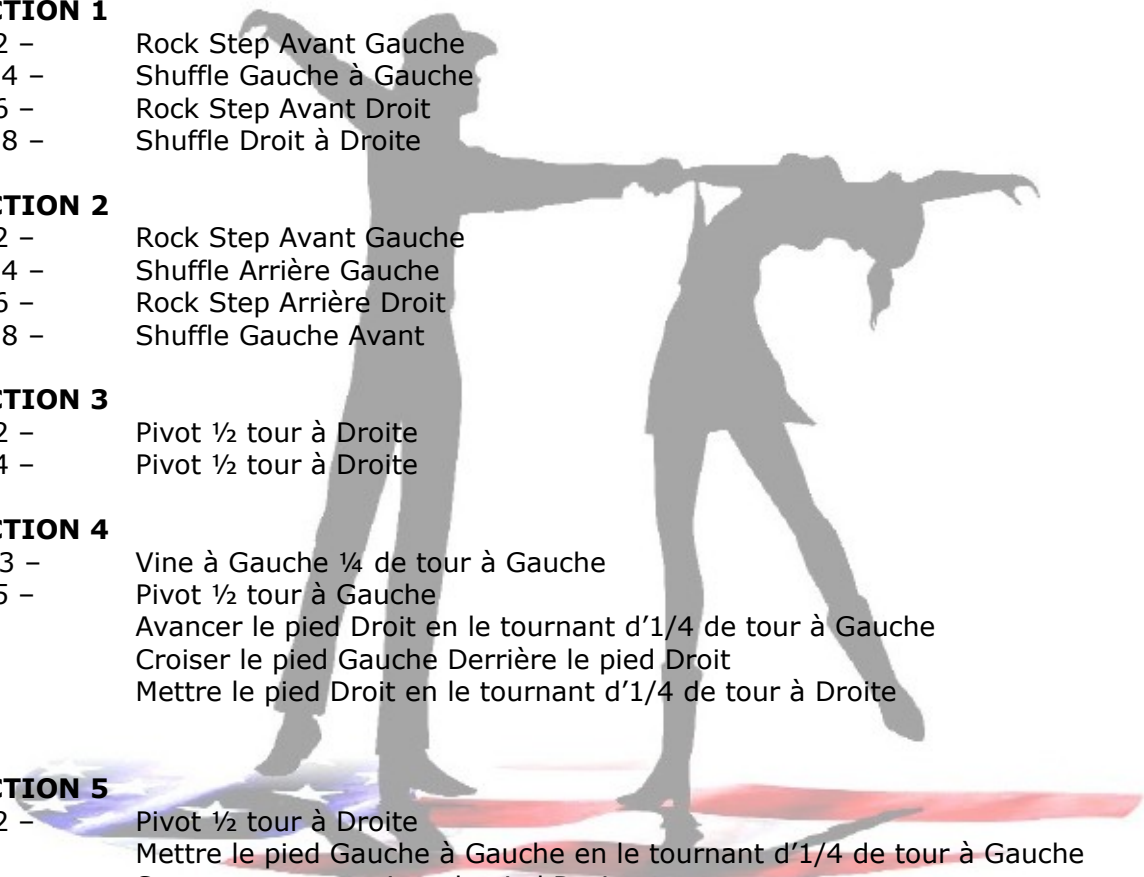 CTION 1
2 – Rock Step Avant Gauche
4 – Shuffle Gauche à Gauche
6 – Rock Step Avant Droit
8 – Shuffle Droit à Droite
CTION 2
2 – Rock Step Avant Gauche
4 – Shuffle Arrière Gauche
6 – Rock Step Arrière Droit
8 – Shuffle Gauche Avant
CTION 3
2 – Pivot ½ tour à Droite
4 – Pivot ½ tour à Droite
CTION 4
3 – Vine à Gauche ¼ de tour à Gauche
5 – Pivot ½ tour à Gauche
Avancer le pied Droit en le tournant d’1/4 de tour à Gauche
Croiser le pied Gauche Derrière le pied Droit
Mettre le pied Droit en le tournant d’1/4 de tour à Droite
CTION 5
2 – Pivot ½ tour à Droite
Mettre le pied Gauche à Gauche en le tournant d’1/4 de tour à Gauche